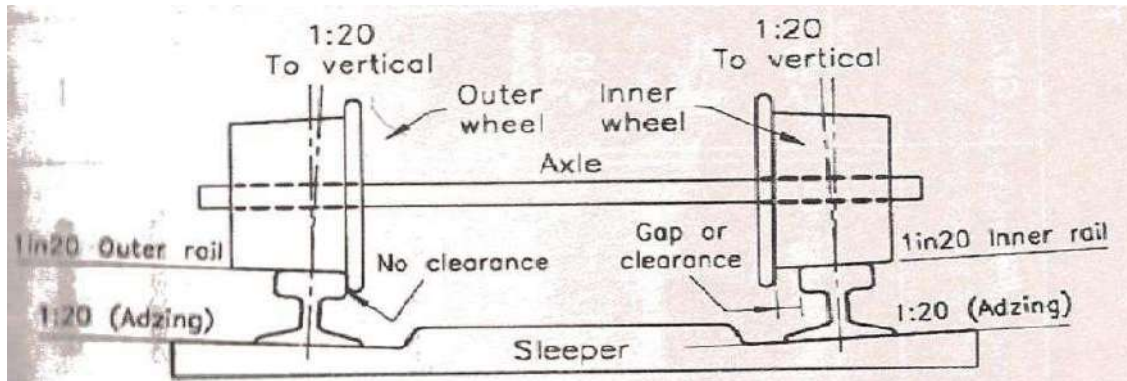 1:20
To vertical
1:20
To vertical
Outer
wheel
Inner
wheel
Axle
1in20 Outer rail
No clearance
Gap or
clearance
1in20 Inner rail
1:20 (Adzing)
1:20 (Adzing)
Sleeper